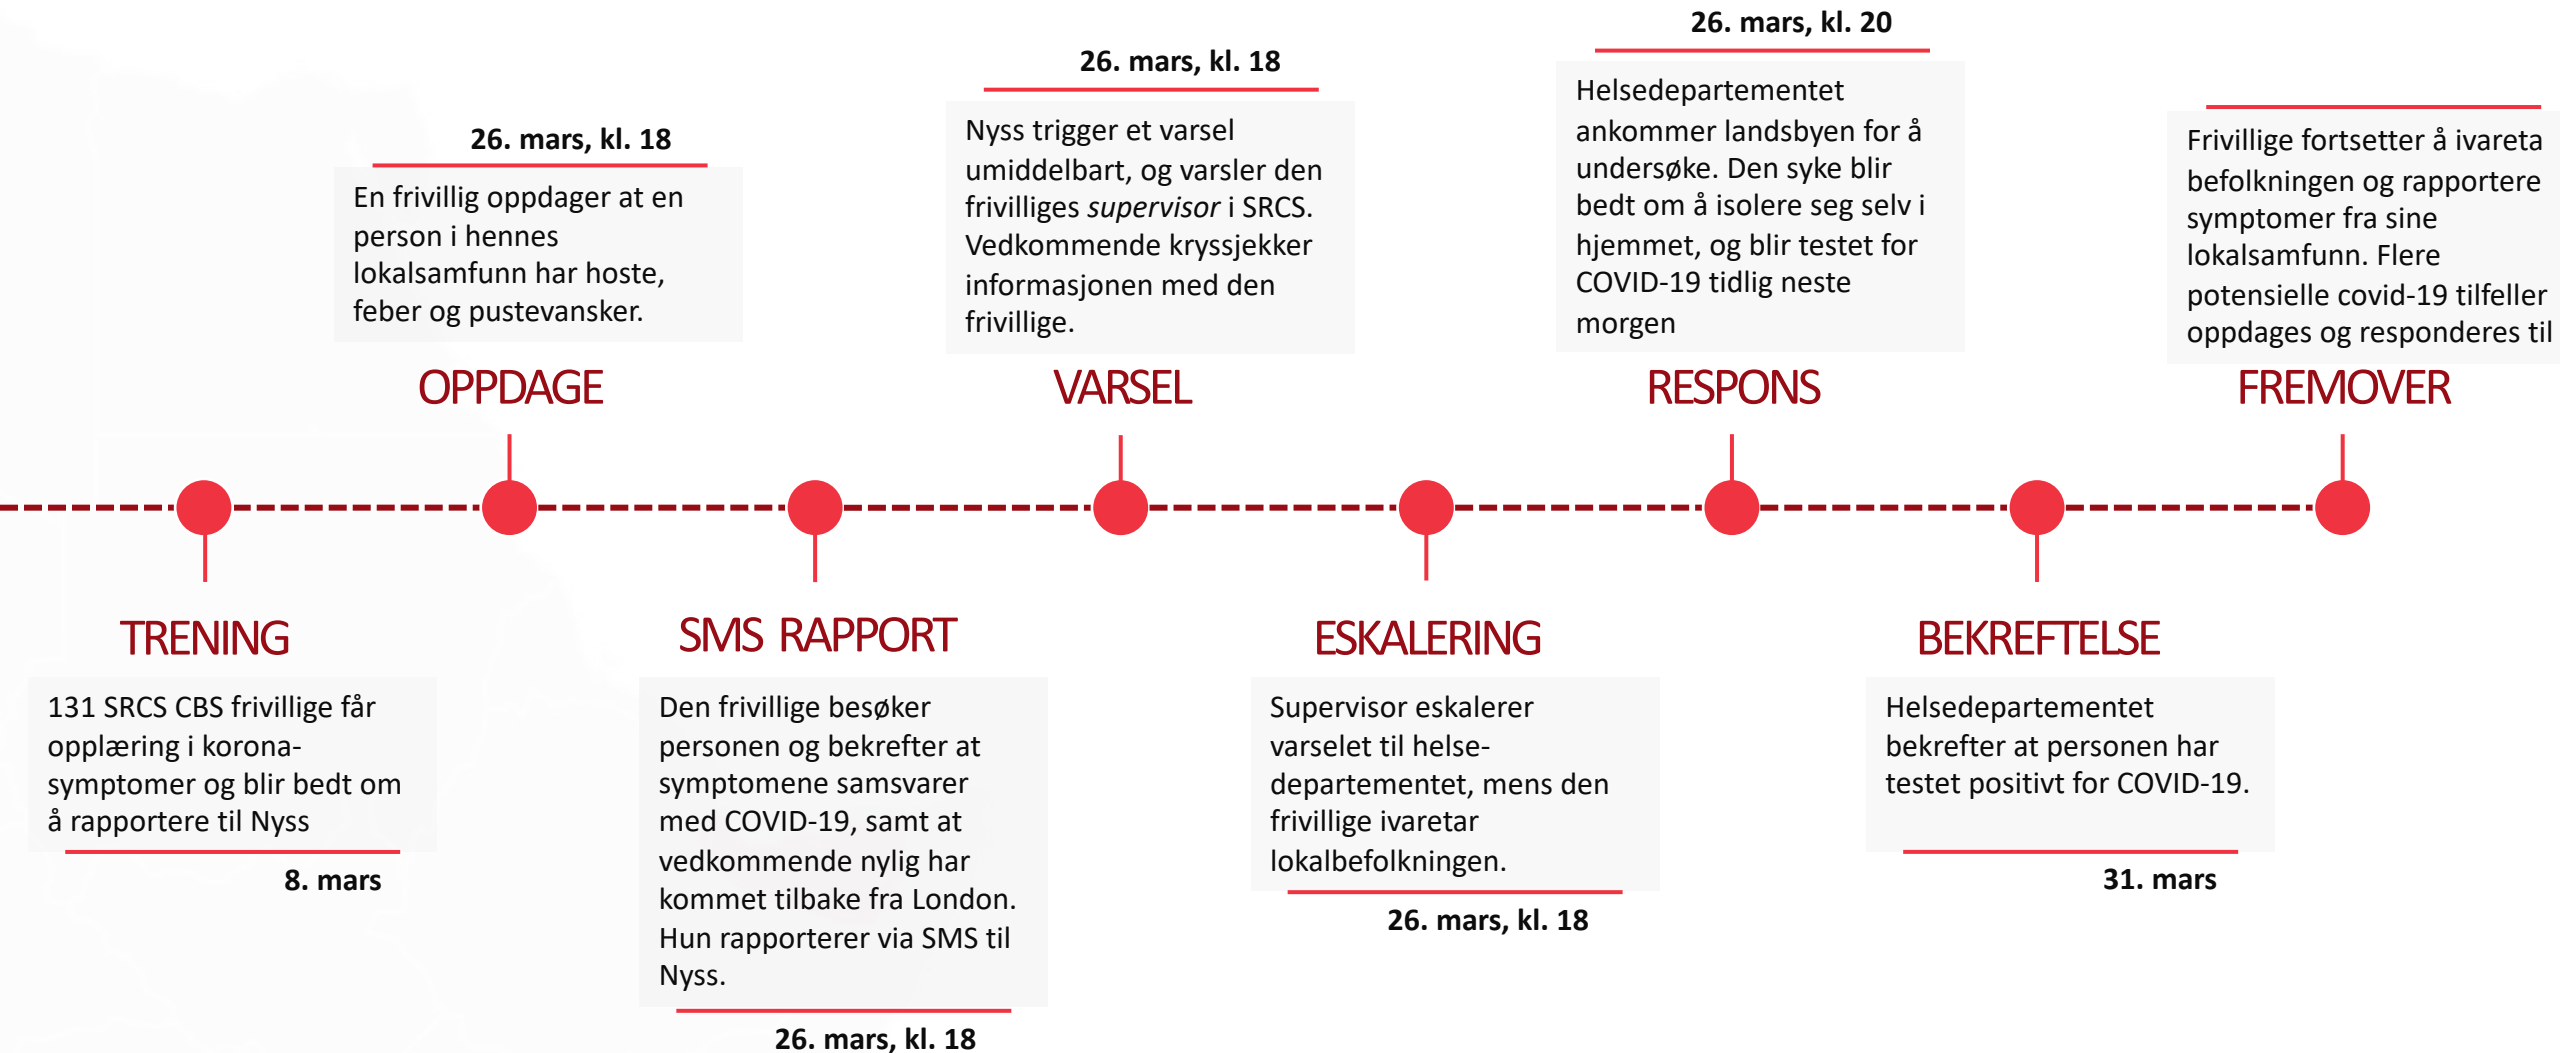 8. mars
TRENING
131 SRCS CBS frivillige får
opplæring i korona-
symptomer og blir bedt om
å rapportere til Nyss
26. mars, kl. 18
En frivillig oppdager at en
person i hennes
lokalsamfunn har hoste,
feber og pustevansker.
OPPDAGE
SMS RAPPORT
Den frivillige besøker
personen og bekrefter at
symptomene samsvarer
med COVID-19, samt at
vedkommende nylig har
kommet tilbake fra London.
Hun rapporterer via SMS til
Nyss.
26. mars, kl. 18
26. mars, kl. 18
Nyss trigger et varsel
umiddelbart, og varsler den
frivilliges supervisor i SRCS.
Vedkommende kryssjekker
informasjonen med den
frivillige.
VARSEL
ESKALERING
Supervisor eskalerer
varselet til helse-
departementet, mens den
frivillige ivaretar
lokalbefolkningen.
26. mars, kl. 18
26. mars, kl. 20
Helsedepartementet
ankommer landsbyen for å
undersøke. Den syke blir
bedt om å isolere seg selv i
hjemmet, og blir testet for
COVID-19 tidlig neste
morgen
RESPONS
BEKREFTELSE
Helsedepartementet
bekrefter at personen har
testet positivt for COVID-19.
31. mars
Frivillige fortsetter å ivareta
befolkningen og rapportere
symptomer fra sine
lokalsamfunn. Flere
potensielle covid-19 tilfeller
oppdages og responderes til
FREMOVER